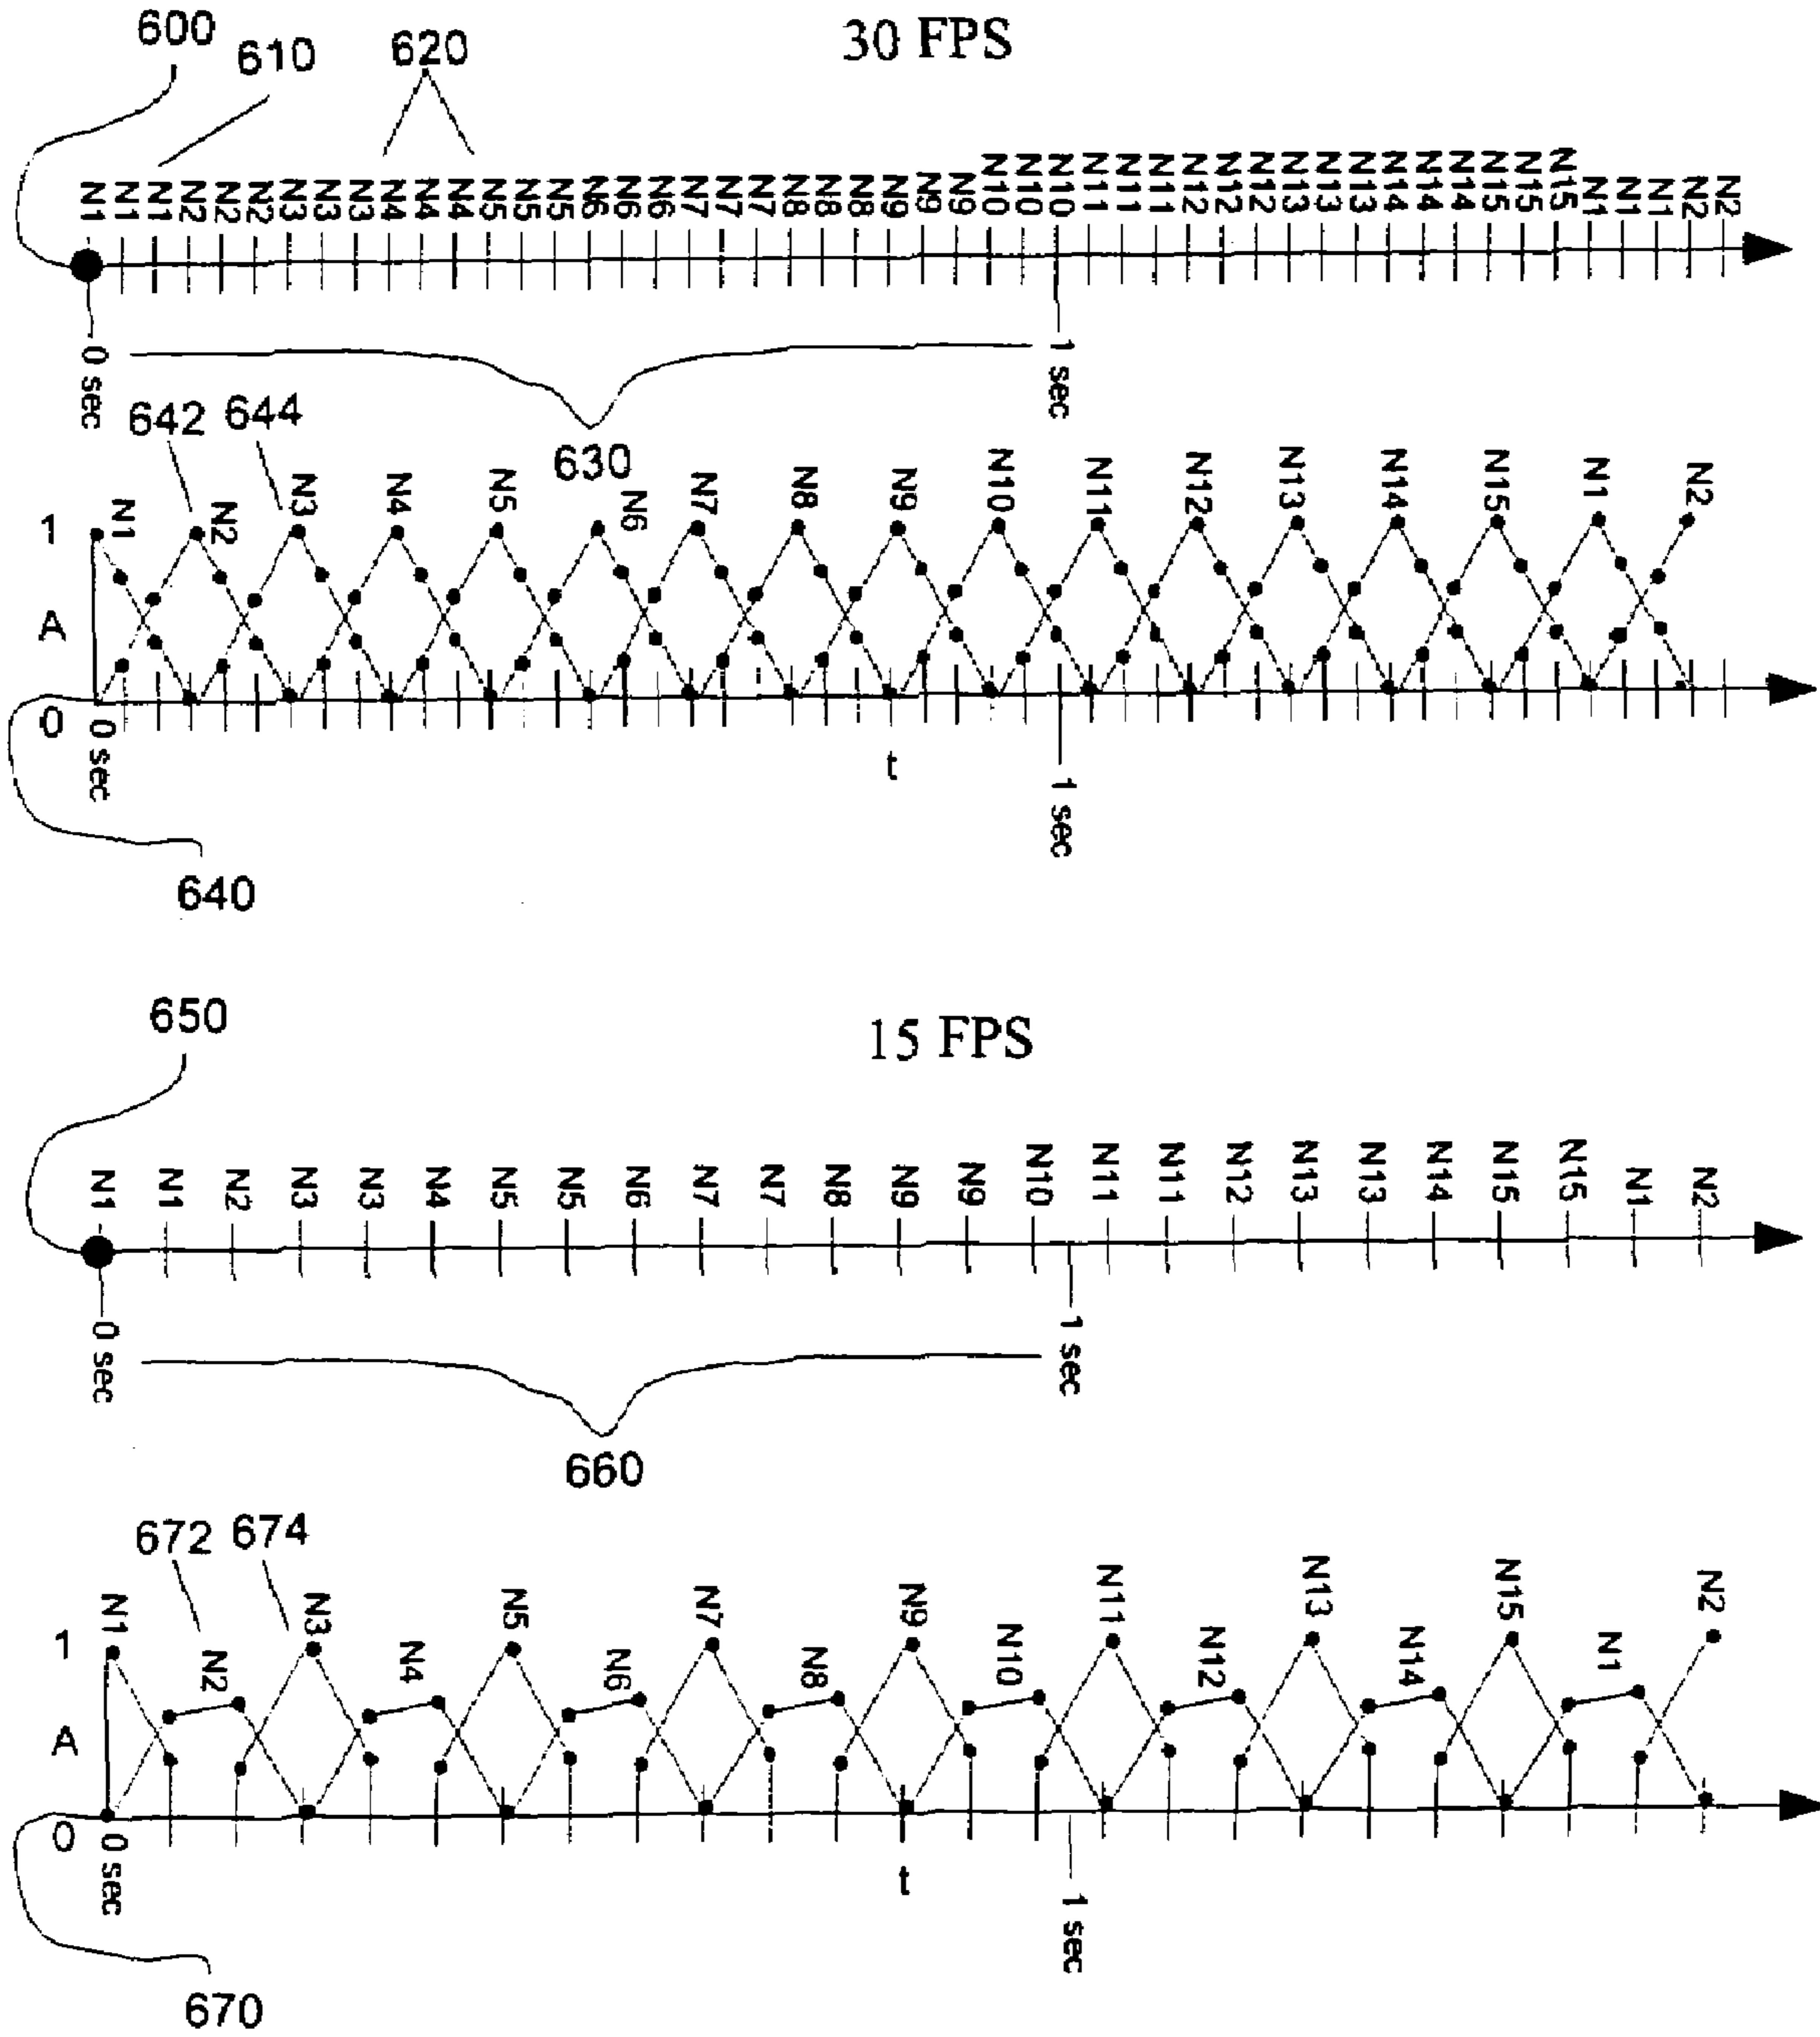 30 FPS
600 610 620
N1 N1 N1 N2 N2 N2 N3 N3 N3 N4 N4 N4 N5 N5 N5 N6 N6 N6 N7 N7 N7 N8 N8 N8 N9 N9 N9 N10 N10 N10 N11 N11 N11 N12 N12 N12 N13 N13 N13 N14 N14 N14 N15 N15 N15 N1 N1 N1 N2 N2
0 sec 1 sec
630
642 644
N1 N2 N3 N4 N5 N6 N7 N8 N9 N10 N11 N12 N13 N14 N15 N1 N2
1
A
0
0 sec t 1 sec
640
15 FPS
650
N1 N1 N2 N3 N3 N4 N5 N5 N6 N7 N7 N8 N9 N9 N10 N11 N11 N12 N13 N13 N14 N15 N15 N1 N2
0 sec 1 sec
660
672 674
N1 N2 N3 N4 N5 N6 N7 N8 N9 N10 N11 N12 N13 N14 N15 N1 N2
1
A
0
0 sec t 1 sec
670